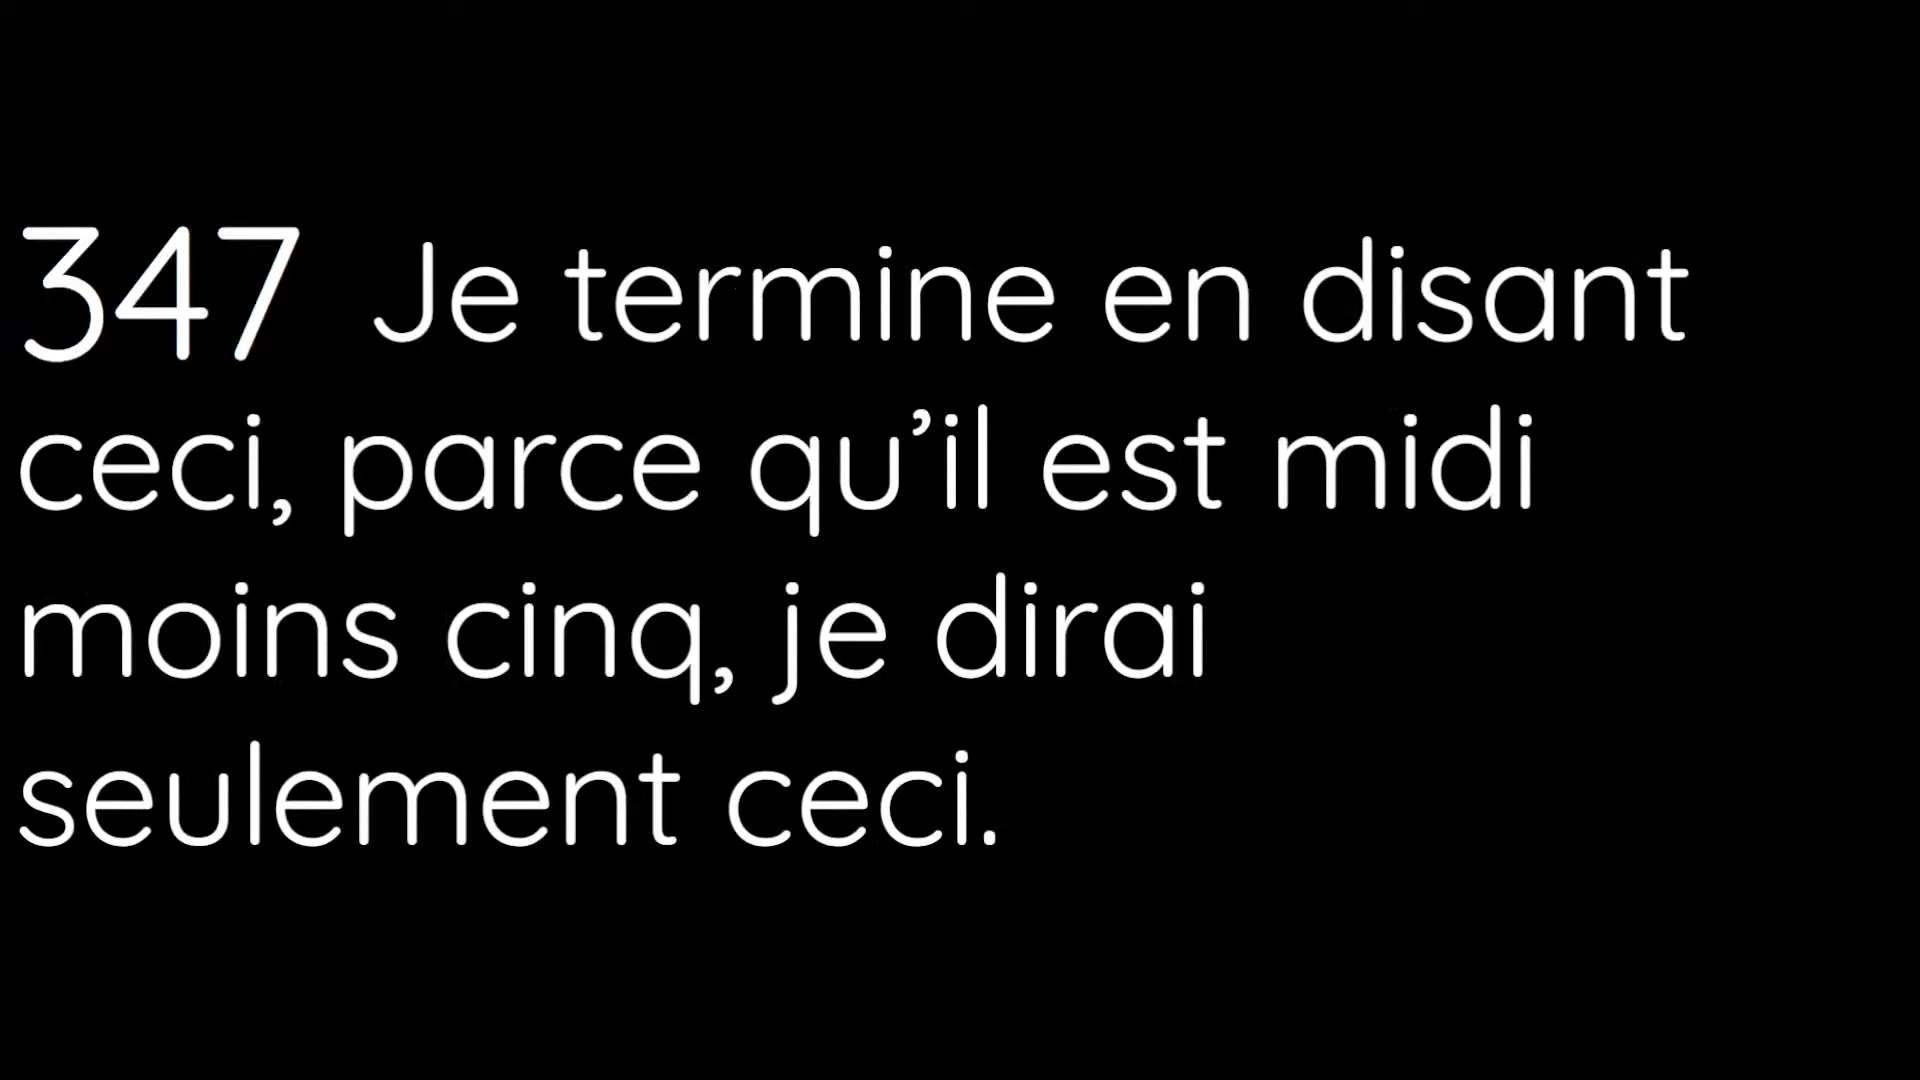 347 Je termine en disant
ceci, parce qu’il est midi
moins cinq, je dirai
seulement ceci.